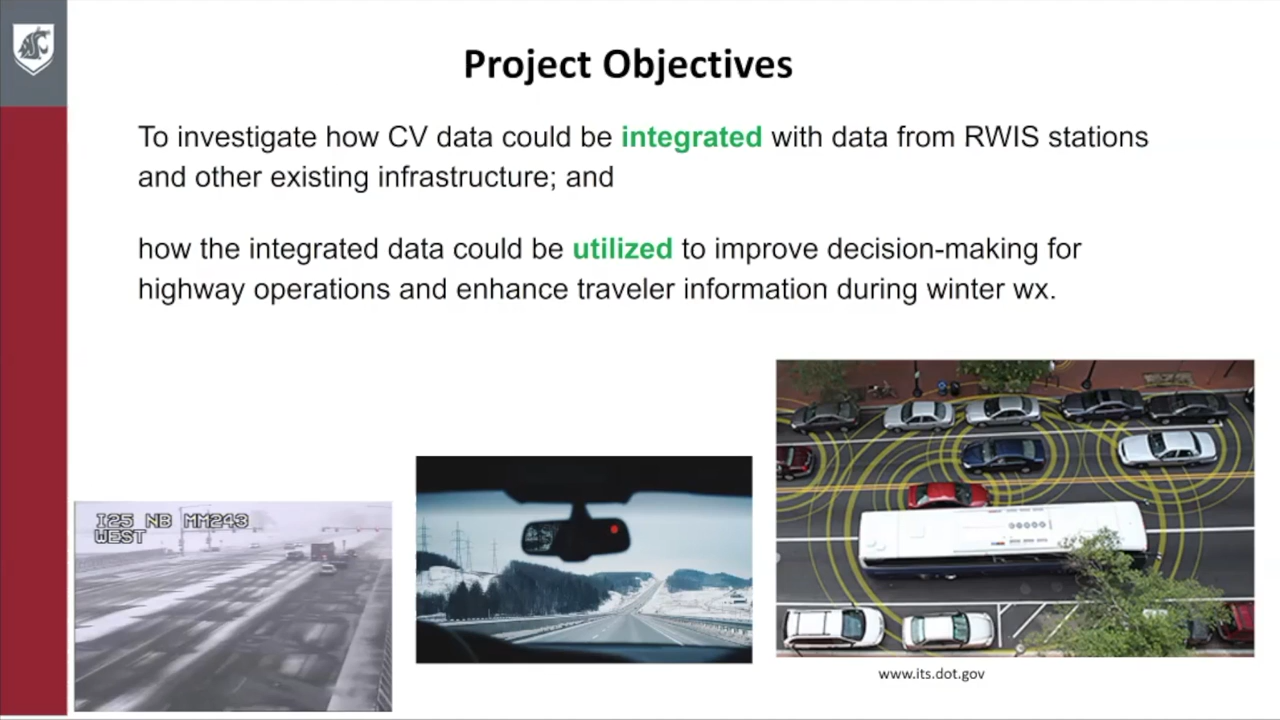 Project Objectives
To investigate how CV data could be integrated with data from RWIS stations
and other existing infrastructure; and
how the integrated data could be utilized to improve decision-making for
highway operations and enhance traveler information during winter wx.
I25 NB MM243
WEST
www.its.dot.gov